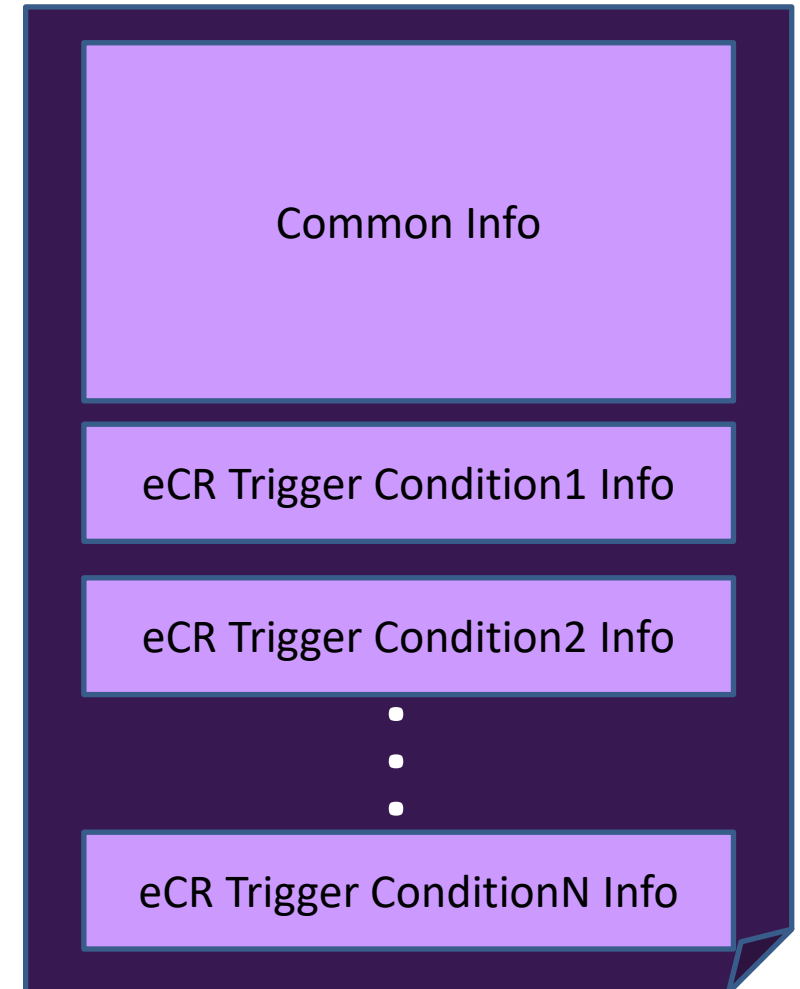 Common Info
eCR Trigger Condition1 Info
eCR Trigger Condition2 Info
eCR Trigger ConditionN Info